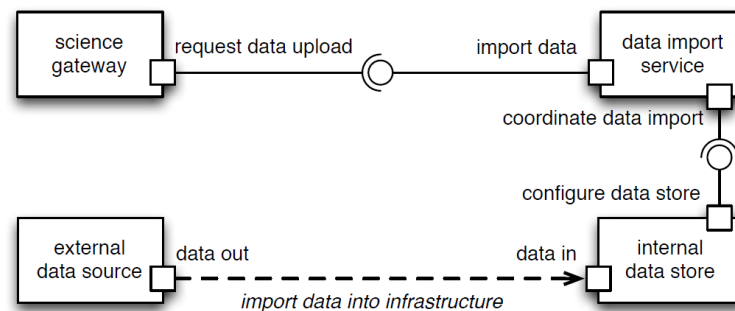 science
gateway
request data upload
import data
data import
service
coordinate data import
configure data store
external
data source
data out
data in
internal
data store
import data into infrastructure